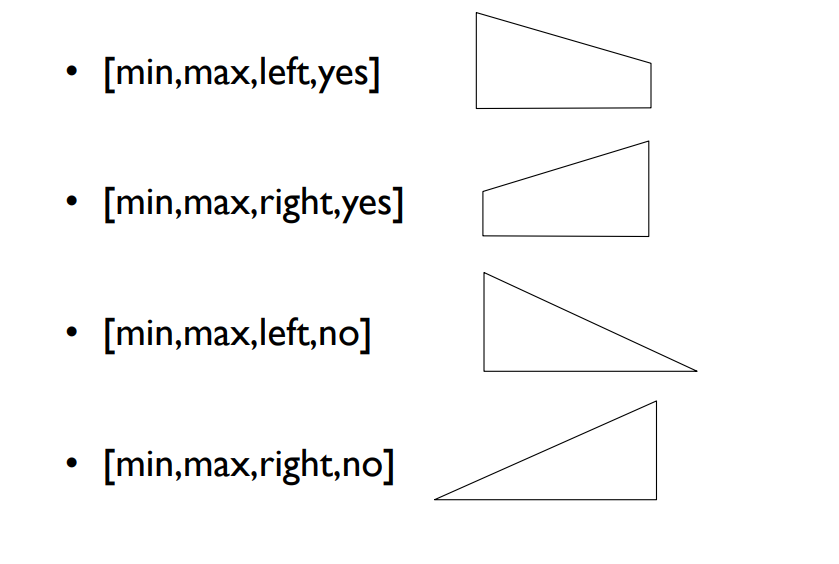 • [min,max,left,yes]
• [min,max,right,yes]
• [min,max,left,no]
• [min,max,right,no]